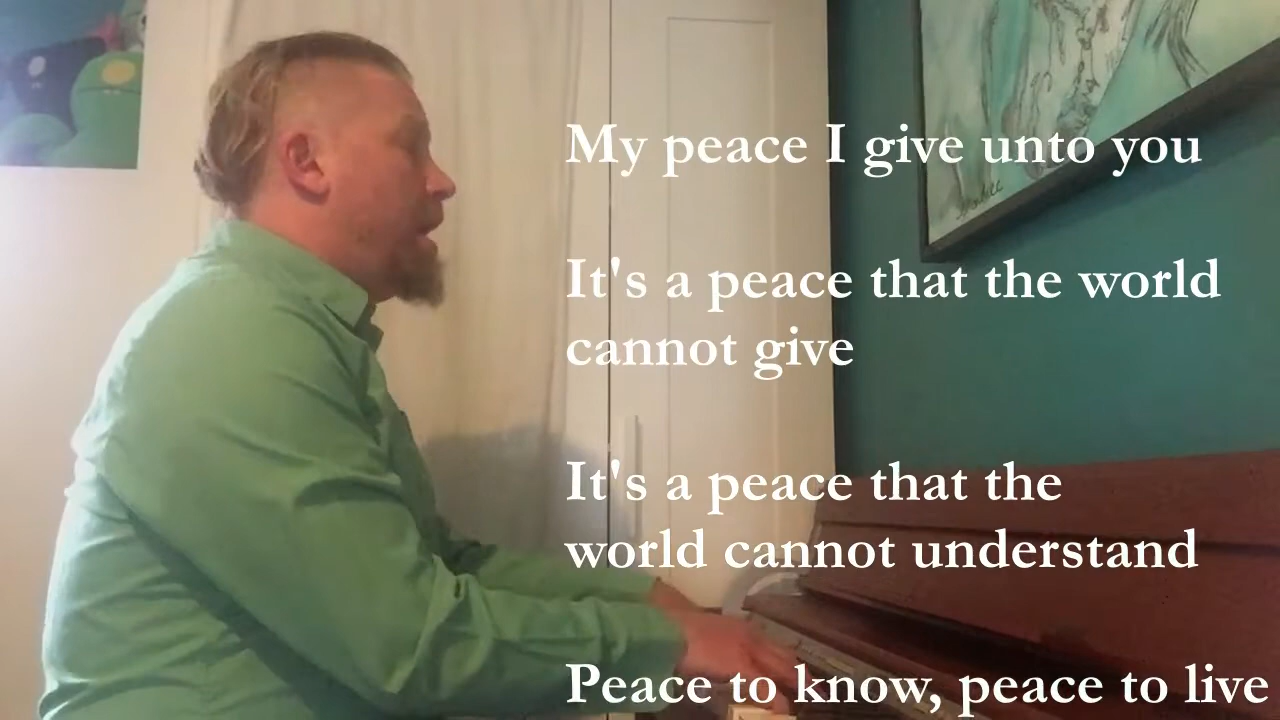 My peace I give unto you
It's a peace that the world
cannot give
It's a peace that the
world cannot understand
Peace to know, peace to live